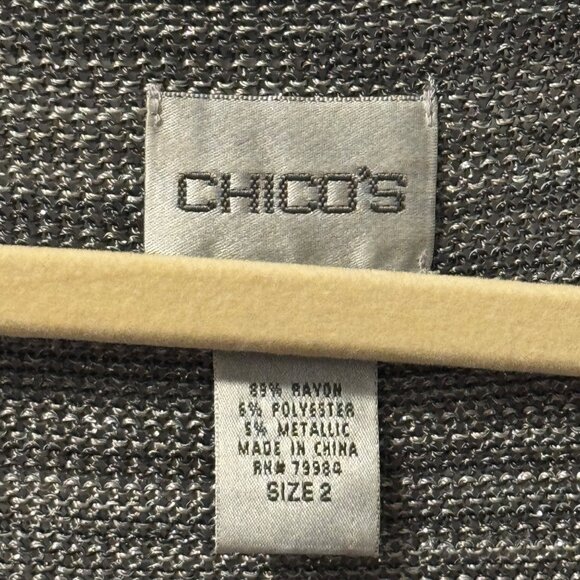 CHICO'S
89% RAYON
6% POLYESTER
5% METALLIC
MADE IN CHINA
RN# 79984
SIZE 2